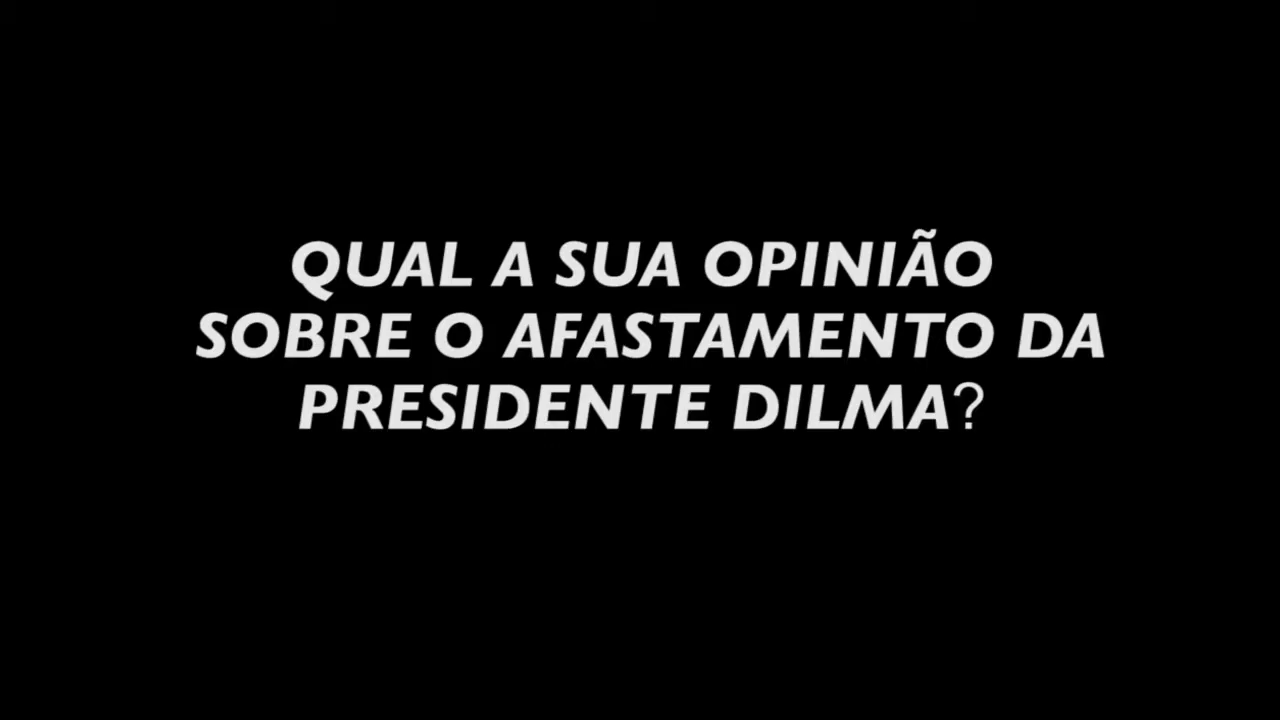 QUAL A SUA OPINIÃO
SOBRE O AFASTAMENTO DA
PRESIDENTE DILMA?